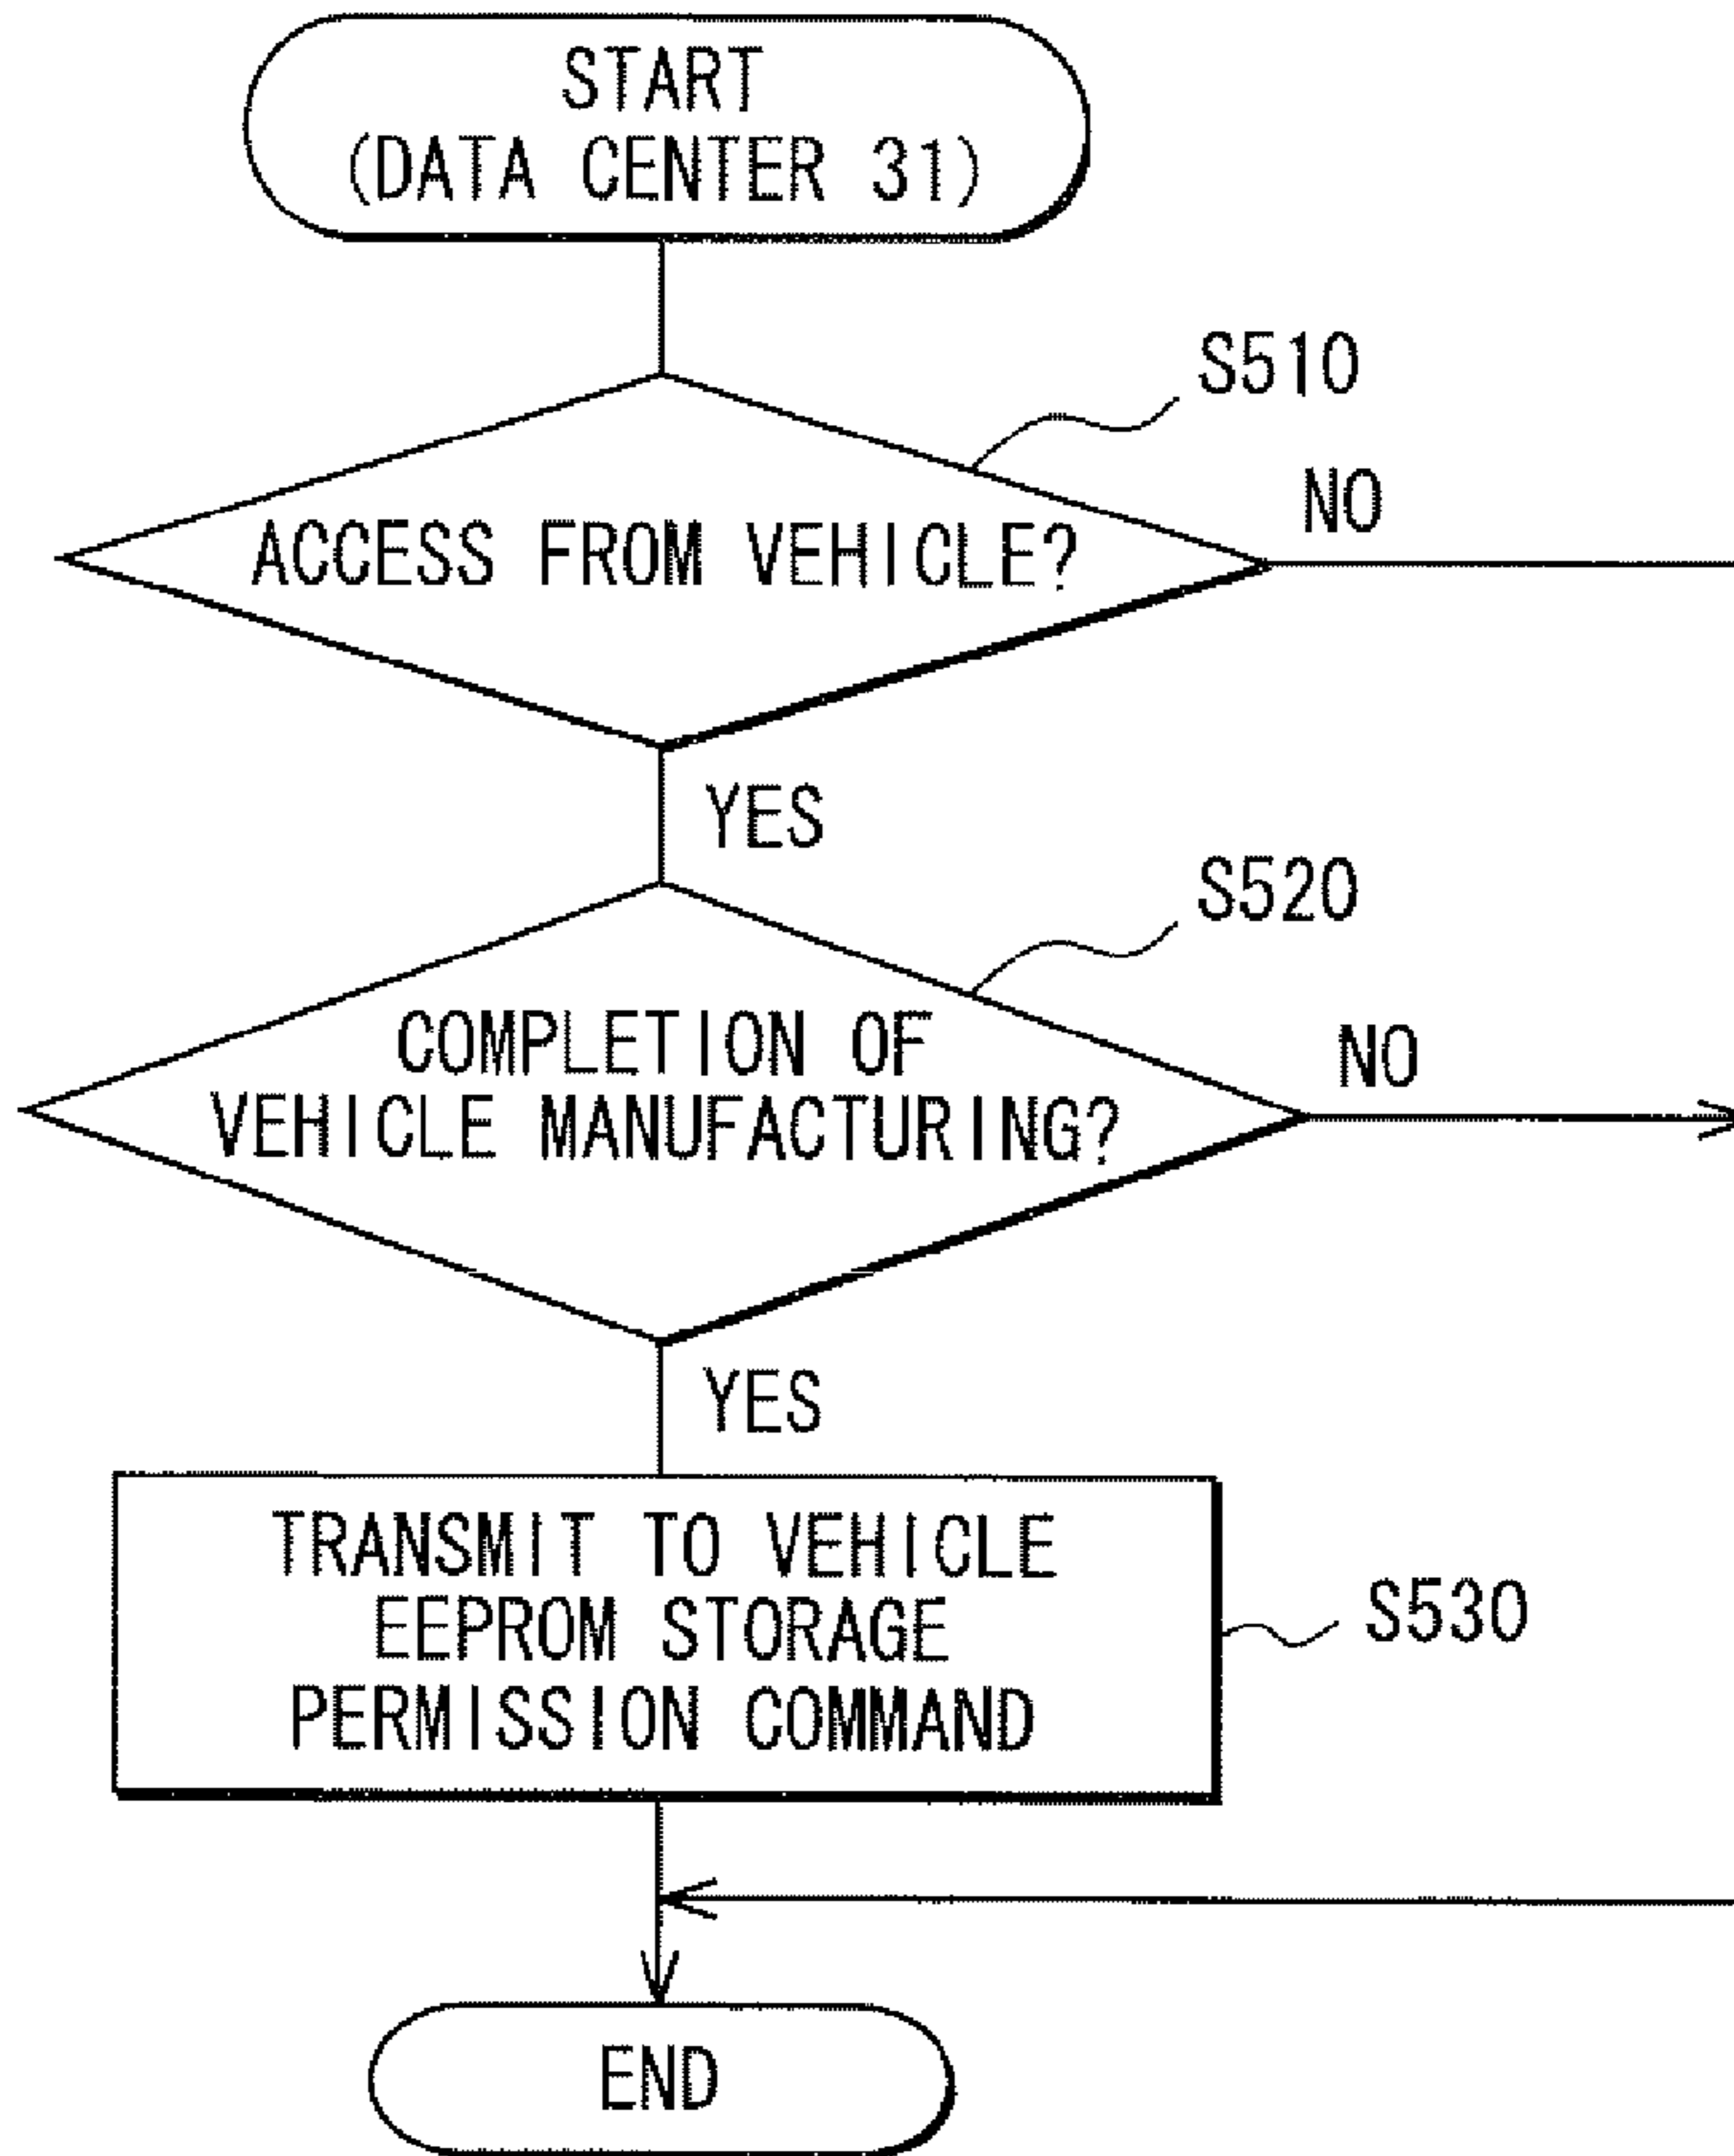 START
(DATA CENTER 31)
S510
ACCESS FROM VEHICLE?
NO
YES
S520
COMPLETION OF
VEHICLE MANUFACTURING?
NO
YES
TRANSMIT TO VEHICLE
EEPROM STORAGE
PERMISSION COMMAND
S530
END